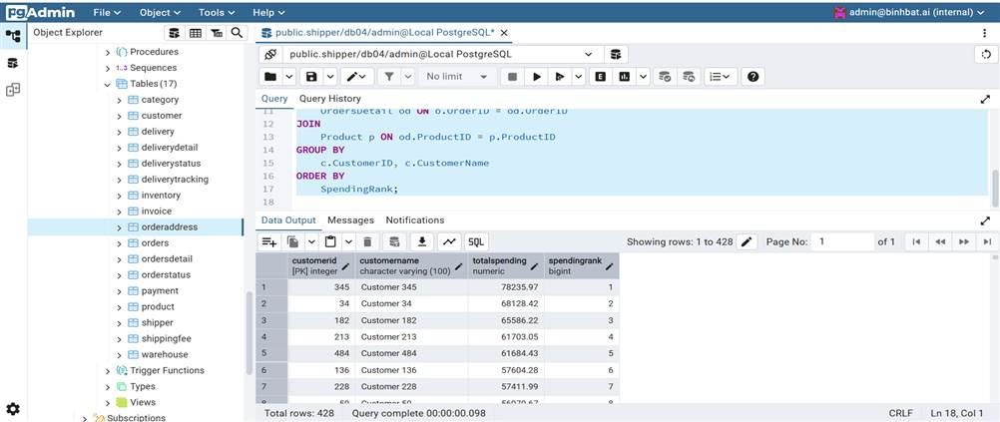 pgAdmin File Object Tools Help admin@binhbat.ai (internal)
Object Explorer
public.shipper/db04/admin@Local PostgreSQL*
public.shipper/db04/admin@Local PostgreSQL
No limit
Procedures
1..3 Sequences
Tables (17)
category
customer
delivery
deliverydetail
deliverystatus
deliverytracking
inventory
invoice
orderaddress
orders
ordersdetail
orderstatus
payment
product
shipper
shippingfee
warehouse
Trigger Functions
Types
Views
Subscriptions
Query Query History
11 OrdersDetail od ON o.OrderID = od.OrderID
12 JOIN
13 Product p ON od.ProductID = p.ProductID
14 GROUP BY
15 c.CustomerID, c.CustomerName
16 ORDER BY
17 SpendingRank;
18
Data Output Messages Notifications
SQL Showing rows: 1 to 428 Page No: 1 of 1
customerid customername totalspending spendingrank
[PK] integer character varying (100) numeric bigint
1 345 Customer 345 78235.97 1
2 34 Customer 34 68128.42 2
3 182 Customer 182 65586.22 3
4 213 Customer 213 61703.05 4
5 484 Customer 484 61684.43 5
6 136 Customer 136 57604.28 6
7 228 Customer 228 57411.99 7
Total rows: 428 Query complete 00:00:00.098 CRLF Ln 18, Col 1